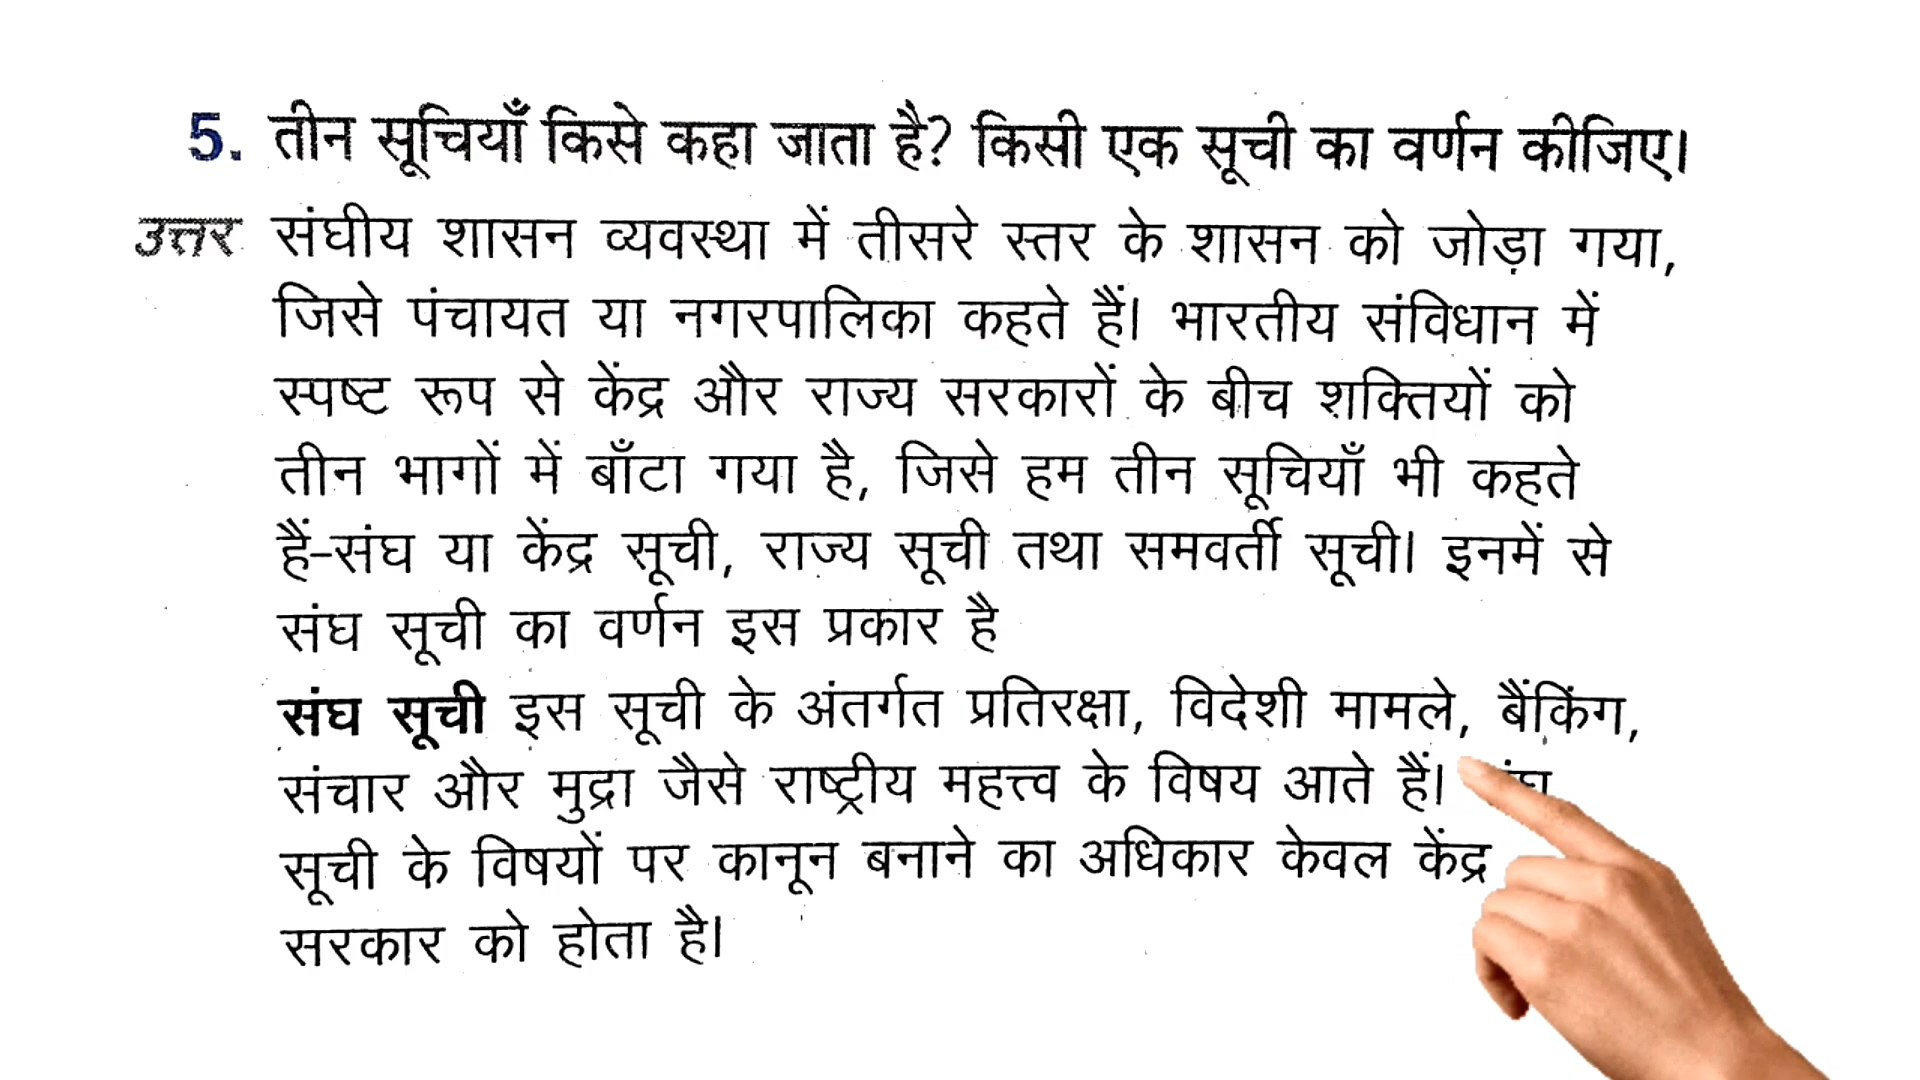 5. तीन सूचियाँ किसे कहा जाता है? किसी एक सूची का वर्णन कीजिए।
उत्तर संघीय शासन व्यवस्था में तीसरे स्तर के शासन को जोड़ा गया,
जिसे पंचायत या नगरपालिका कहते हैं। भारतीय संविधान में
स्पष्ट रूप से केंद्र और राज्य सरकारों के बीच शक्तियों को
तीन भागों में बाँटा गया है, जिसे हम तीन सूचियाँ भी कहते
हैं-संघ या केंद्र सूची, राज्य सूची तथा समवर्ती सूची। इनमें से
संघ सूची का वर्णन इस प्रकार है
संघ सूची इस सूची के अंतर्गत प्रतिरक्षा, विदेशी मामले, बैंकिंग,
संचार और मुद्रा जैसे राष्ट्रीय महत्त्व के विषय आते हैं।
सूची के विषयों पर कानून बनाने का अधिकार केवल केंद्र
सरकार को होता है।